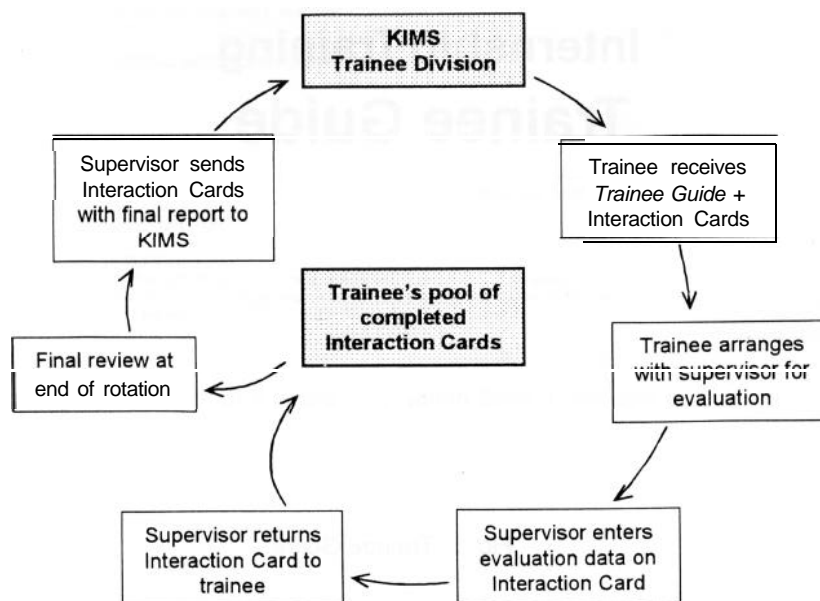 KIMS
Trainee Division
Trainee receives
Trainee Guide +
Interaction Cards
Trainee arranges
with supervisor for
evaluation
Supervisor enters
evaluation data on
Interaction Card
Supervisor returns
Interaction Card to
trainee
Trainee's pool of
completed
Interaction Cards
Final review at
end of rotation
Supervisor sends
Interaction Cards
with final report to
KIMS